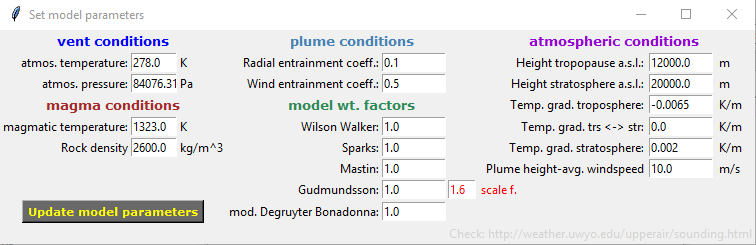 Set model parameters
vent conditions plume conditions atmospheric conditions
atmos. temperature: 278.0 K Radial entrainment coeff.: 0.1 Height tropopause a.s.l.: 12000.0 m
atmos. pressure: 84076.31 Pa Wind entrainment coeff.: 0.5 Height stratosphere a.s.l.: 20000.0 m
magma conditions model wt. factors Temp. grad. troposphere: -0.0065 K/m
magmatic temperature: 1323.0 K Wilson Walker: 1.0 Temp. grad. trs <-> str: 0.0 K/m
Rock density 2600.0 kg/m^3 Sparks: 1.0 Temp. grad. stratosphere: 0.002 K/m
Mastin: 1.0 Plume height-avg. windspeed 10.0 m/s
Gudmundsson: 1.0 1.6 scale f.
Update model parameters mod. Degruyter Bonadonna: 1.0
Check: http://weather.uwyo.edu/upperair/sounding.html